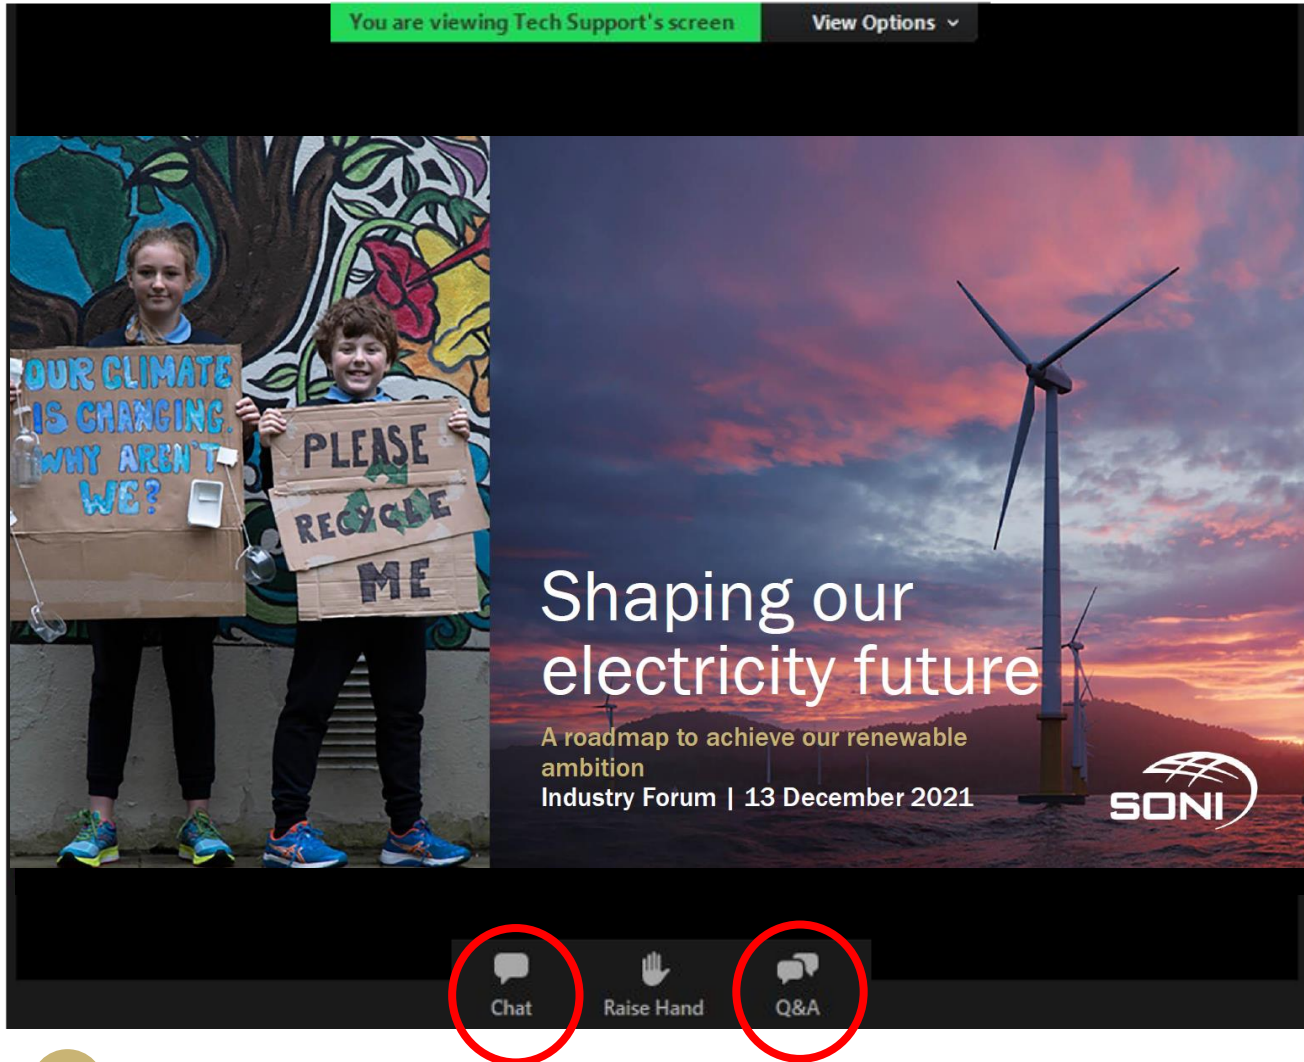 You are viewing Tech Support's screen
View Options
OUR CLIMATE
IS CHANGING.
WHY AREN'T
WE?
PLEASE
RECYCLE
ME
Shaping our
electricity future
A roadmap to achieve our renewable
ambition
Industry Forum | 13 December 2021
SONI
Chat
Raise Hand
Q&A